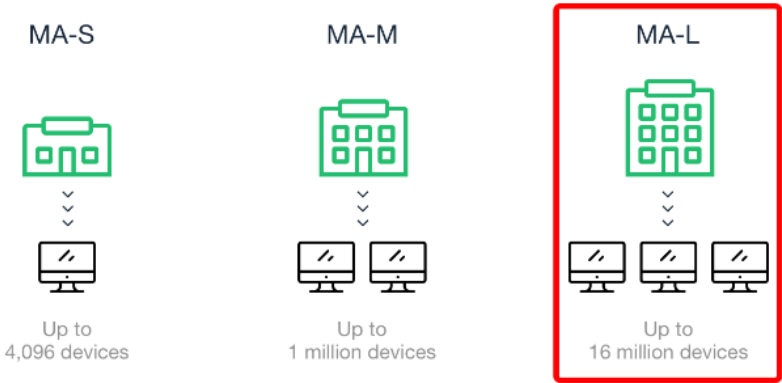 MA-S
Up to
4,096 devices
MA-M
Up to
1 million devices
MA-L
Up to
16 million devices